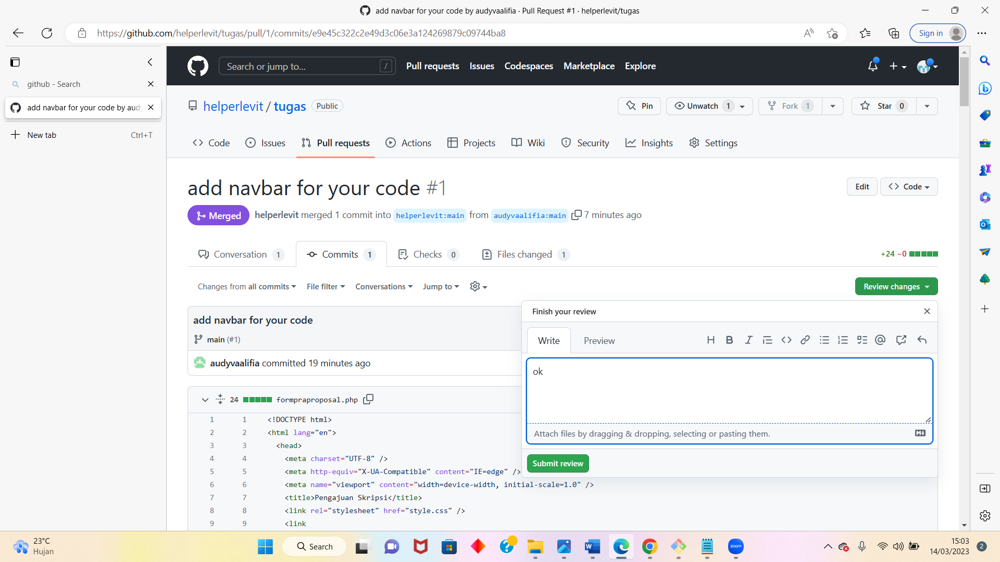 add navbar for your code by audyvaalifia · Pull Request #1 · helperlevit/tugas
https://github.com/helperlevit/tugas/pull/1/commits/e9e45c322c2e49d3c06e3a124269879c09744ba8
Sign in
github - Search
add navbar for your code by aud
New tab Ctrl+T
Search or jump to... /
Pull requests Issues Codespaces Marketplace Explore
helperlevit / tugas Public
Pin Unwatch 1 Fork 1 Star 0
Code Issues Pull requests Actions Projects Wiki Security Insights Settings
add navbar for your code #1
Edit Code
Merged helperlevit merged 1 commit into helperlevit:main from audyvaalifia:main 7 minutes ago
Conversation 1 Commits 1 Checks 0 Files changed 1 +24 −0
Changes from all commits File filter Conversations Jump to Review changes
add navbar for your code
main (#1)
audyvaalifia committed 19 minutes ago
Finish your review
Write Preview
ok
Attach files by dragging & dropping, selecting or pasting them.
Submit review
24 formpraproposal.php
1 1 <!DOCTYPE html>
2 2 <html lang="en">
3 3 <head>
4 4 <meta charset="UTF-8" />
5 5 <meta http-equiv="X-UA-Compatible" content="IE=edge" />
6 6 <meta name="viewport" content="width=device-width, initial-scale=1.0" />
7 7 <title>Pengajuan Skripsi</title>
8 8 <link rel="stylesheet" href="style.css" />
9 9 <link
23°C
Hujan
Search
zoom
15:03
14/03/2023
2